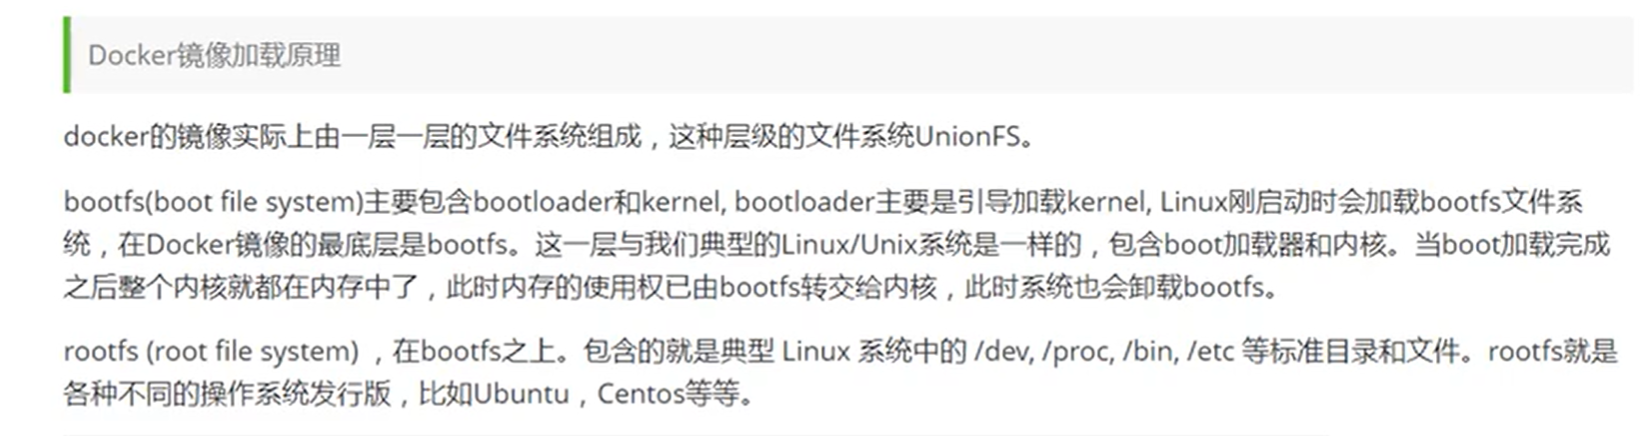 Docker镜像加载原理
docker的镜像实际上由一层一层的文件系统组成，这种层级的文件系统UnionFS。
bootfs(boot file system)主要包含bootloader和kernel, bootloader主要是引导加载kernel, Linux刚启动时会加载bootfs文件系
统，在Docker镜像的最底层是bootfs。这一层与我们典型的Linux/Unix系统是一样的，包含boot加载器和内核。当boot加载完成
之后整个内核就都在内存中了，此时内存的使用权已由bootfs转交给内核，此时系统也会卸载bootfs。
rootfs (root file system) ，在bootfs之上。包含的就是典型 Linux 系统中的 /dev, /proc, /bin, /etc 等标准目录和文件。rootfs就是
各种不同的操作系统发行版，比如Ubuntu，Centos等等。